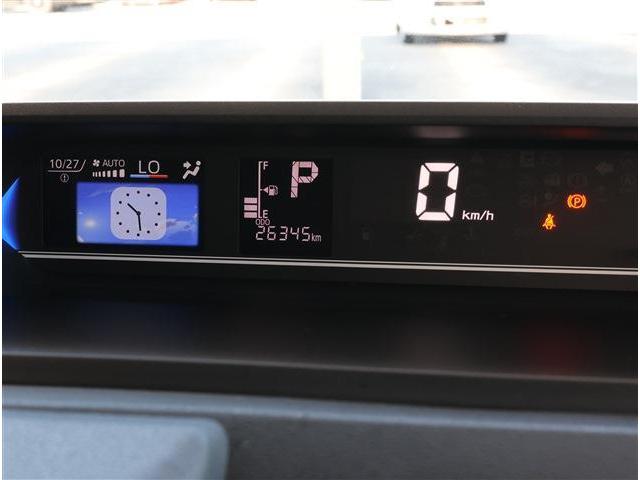 10/27 AUTO LO
F
P
E
ODO
26345km
0 km/h
(P)